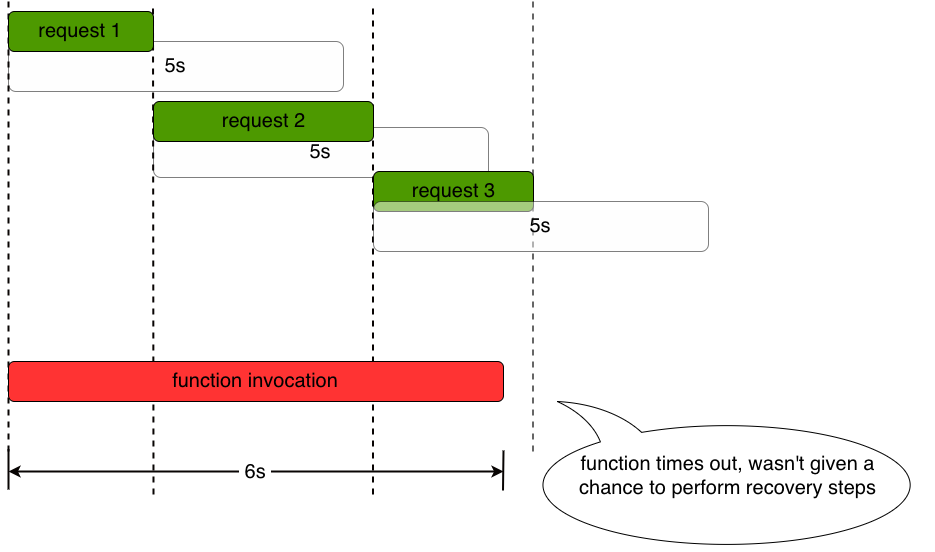 request 1
5s
request 2
5s
request 3
5s
function invocation
6s
function times out, wasn't given a
chance to perform recovery steps